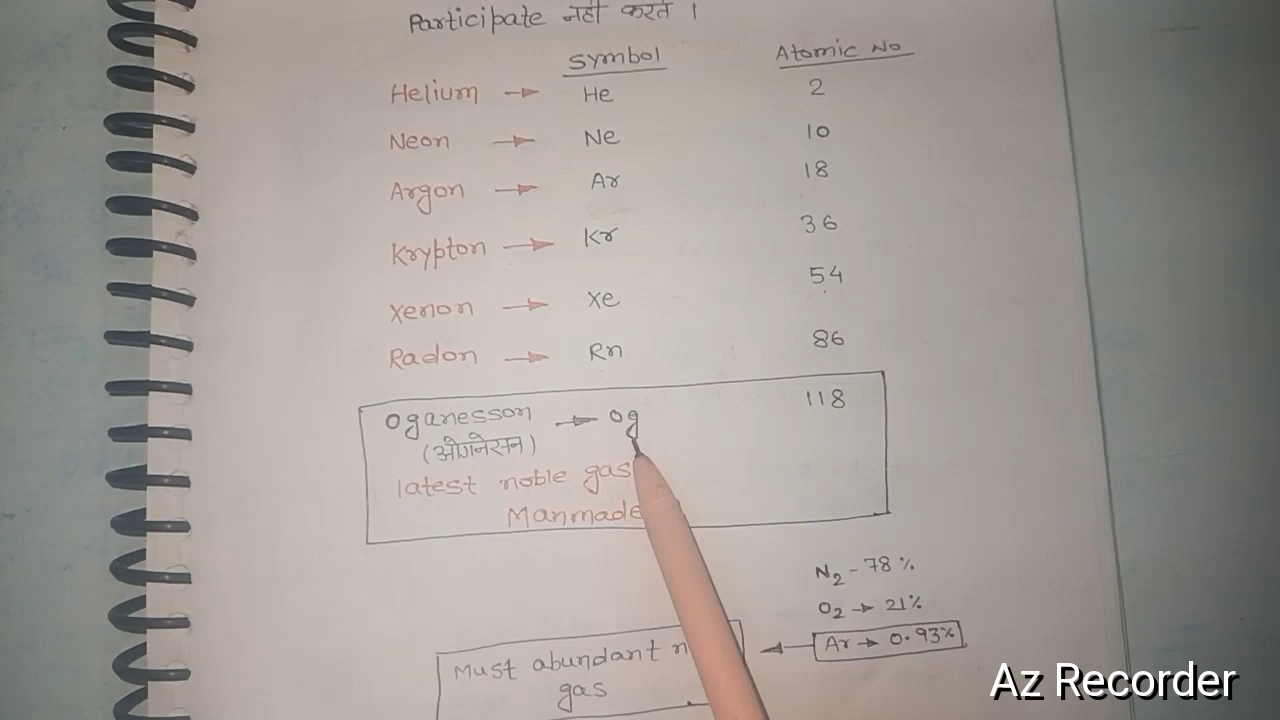 Participate नहीं करते ।
Symbol Atomic No
Helium → He 2
Neon → Ne 10
Argon → Ar 18
Krypton → Kr 36
Xenon → Xe 54
Radon → Rn 86
Oganesson → Og 118
(ओगनेसन)
latest noble gas
Manmade
N₂ - 78%
O₂ → 21%
Ar → 0.93%
Must abundant
gas
Az Recorder